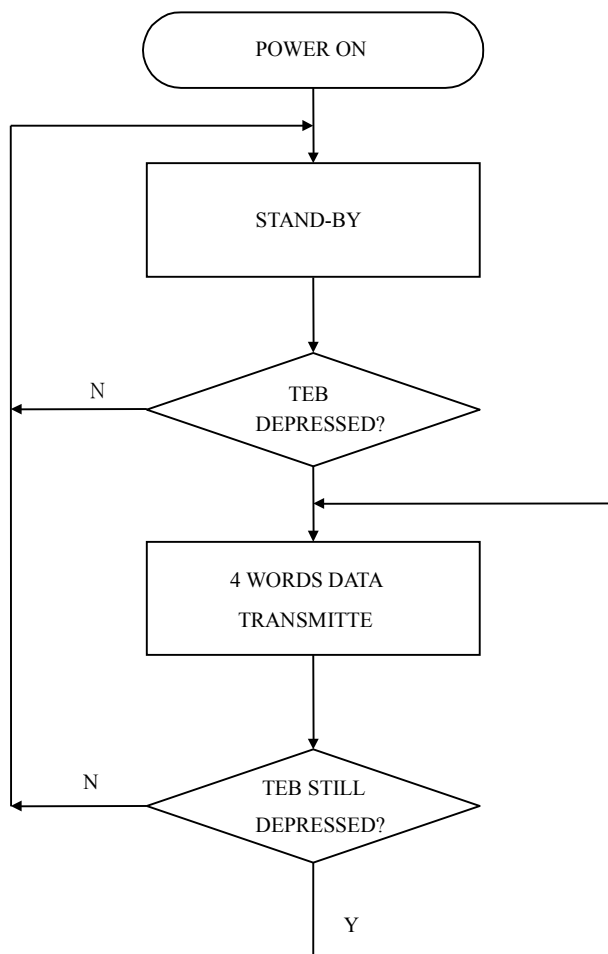 POWER ON
STAND-BY
N
TEB
DEPRESSED?
4 WORDS DATA
TRANSMITTE
N
TEB STILL
DEPRESSED?
Y